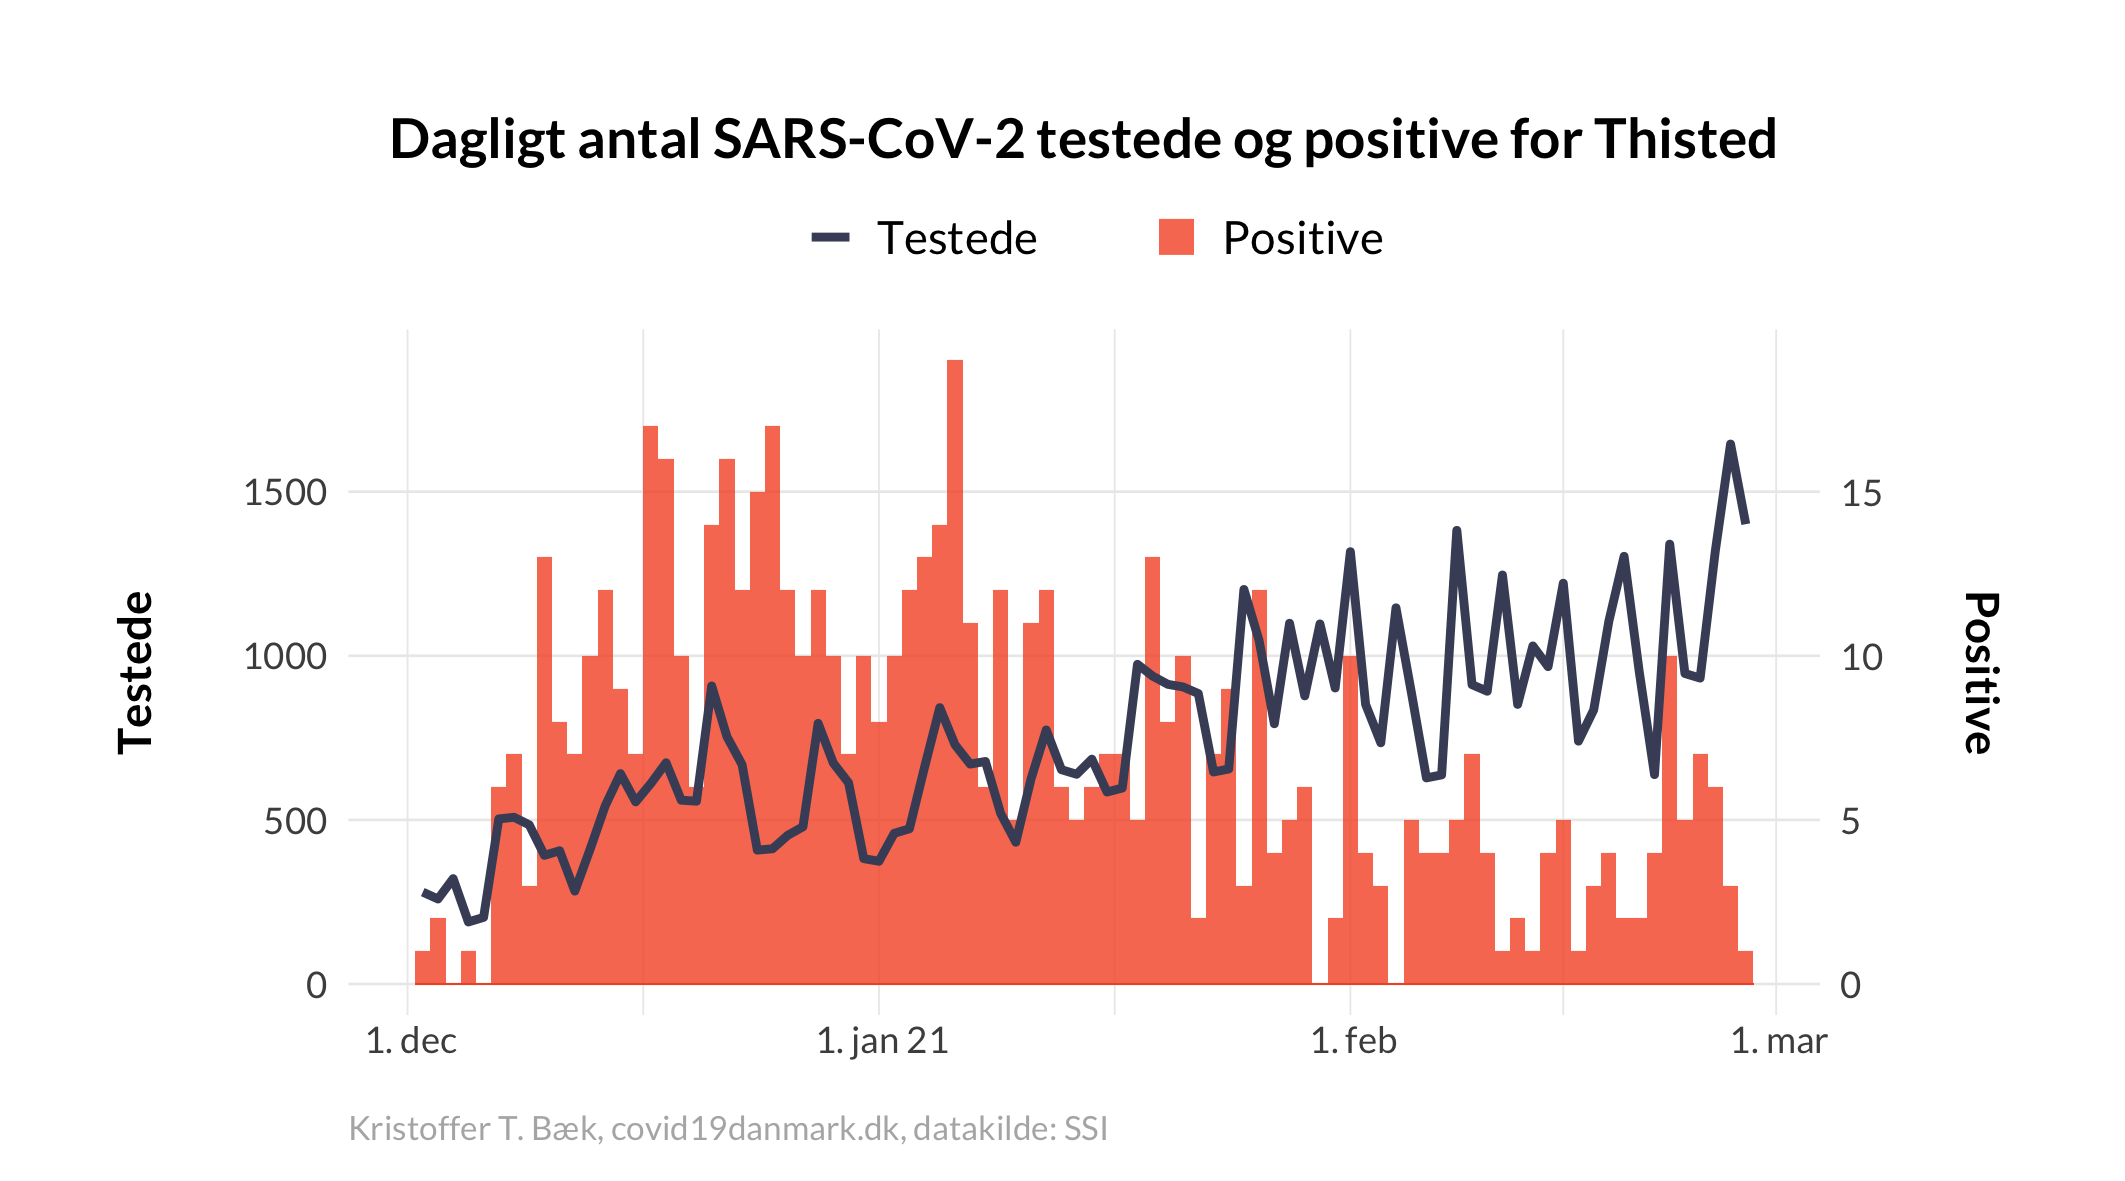 Dagligt antal SARS-CoV-2 testede og positive for Thisted
Testede
Positive
1500
1000
500
0
Testede
15
10
5
0
Positive
1. dec
1. jan 21
1. feb
1. mar
Kristoffer T. Bæk, covid19danmark.dk, datakilde: SSI